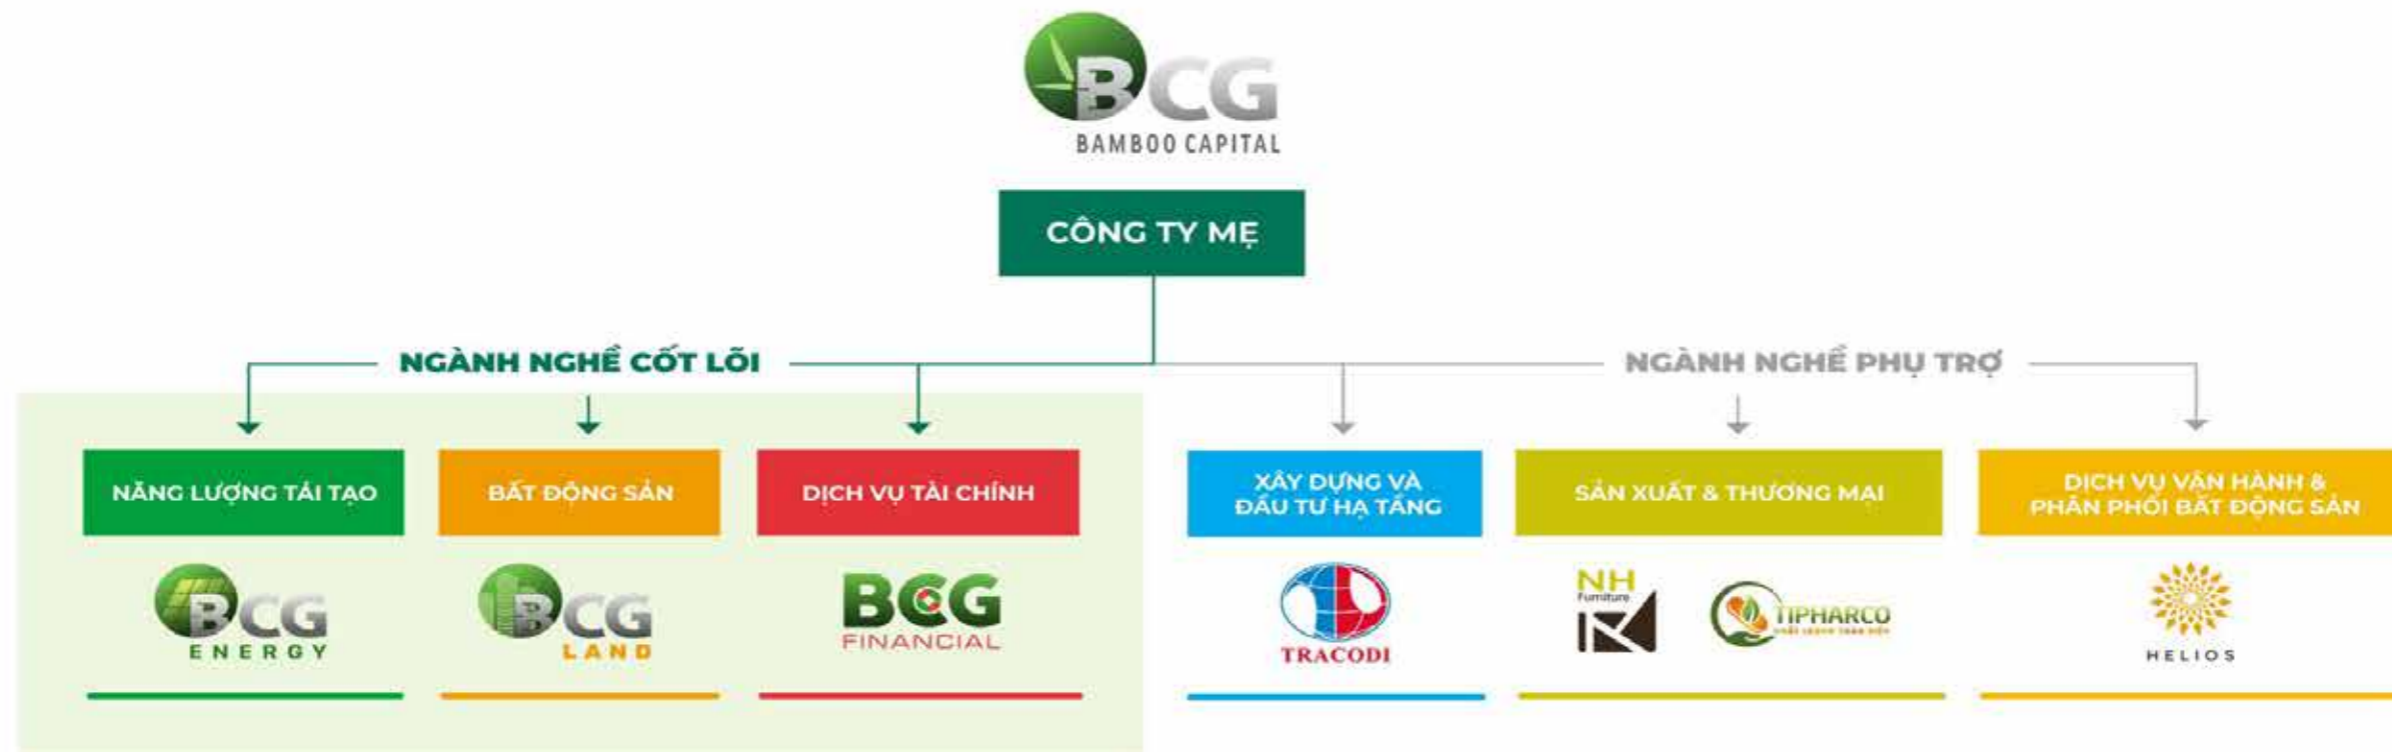 BCG
BAMBOO CAPITAL
CÔNG TY MẸ
NGÀNH NGHỀ CỐT LÕI
NGÀNH NGHỀ PHỤ TRỢ
NĂNG LƯỢNG TÁI TẠO
BẤT ĐỘNG SẢN
DỊCH VỤ TÀI CHÍNH
XÂY DỰNG VÀ
ĐẦU TƯ HẠ TẦNG
SẢN XUẤT & THƯƠNG MẠI
DỊCH VỤ VẬN HÀNH &
PHÂN PHỐI BẤT ĐỘNG SẢN
BCG
ENERGY
BCG
LAND
BCG
FINANCIAL
TRACODI
NH
Furniture
TIPHARCO
HELIOS